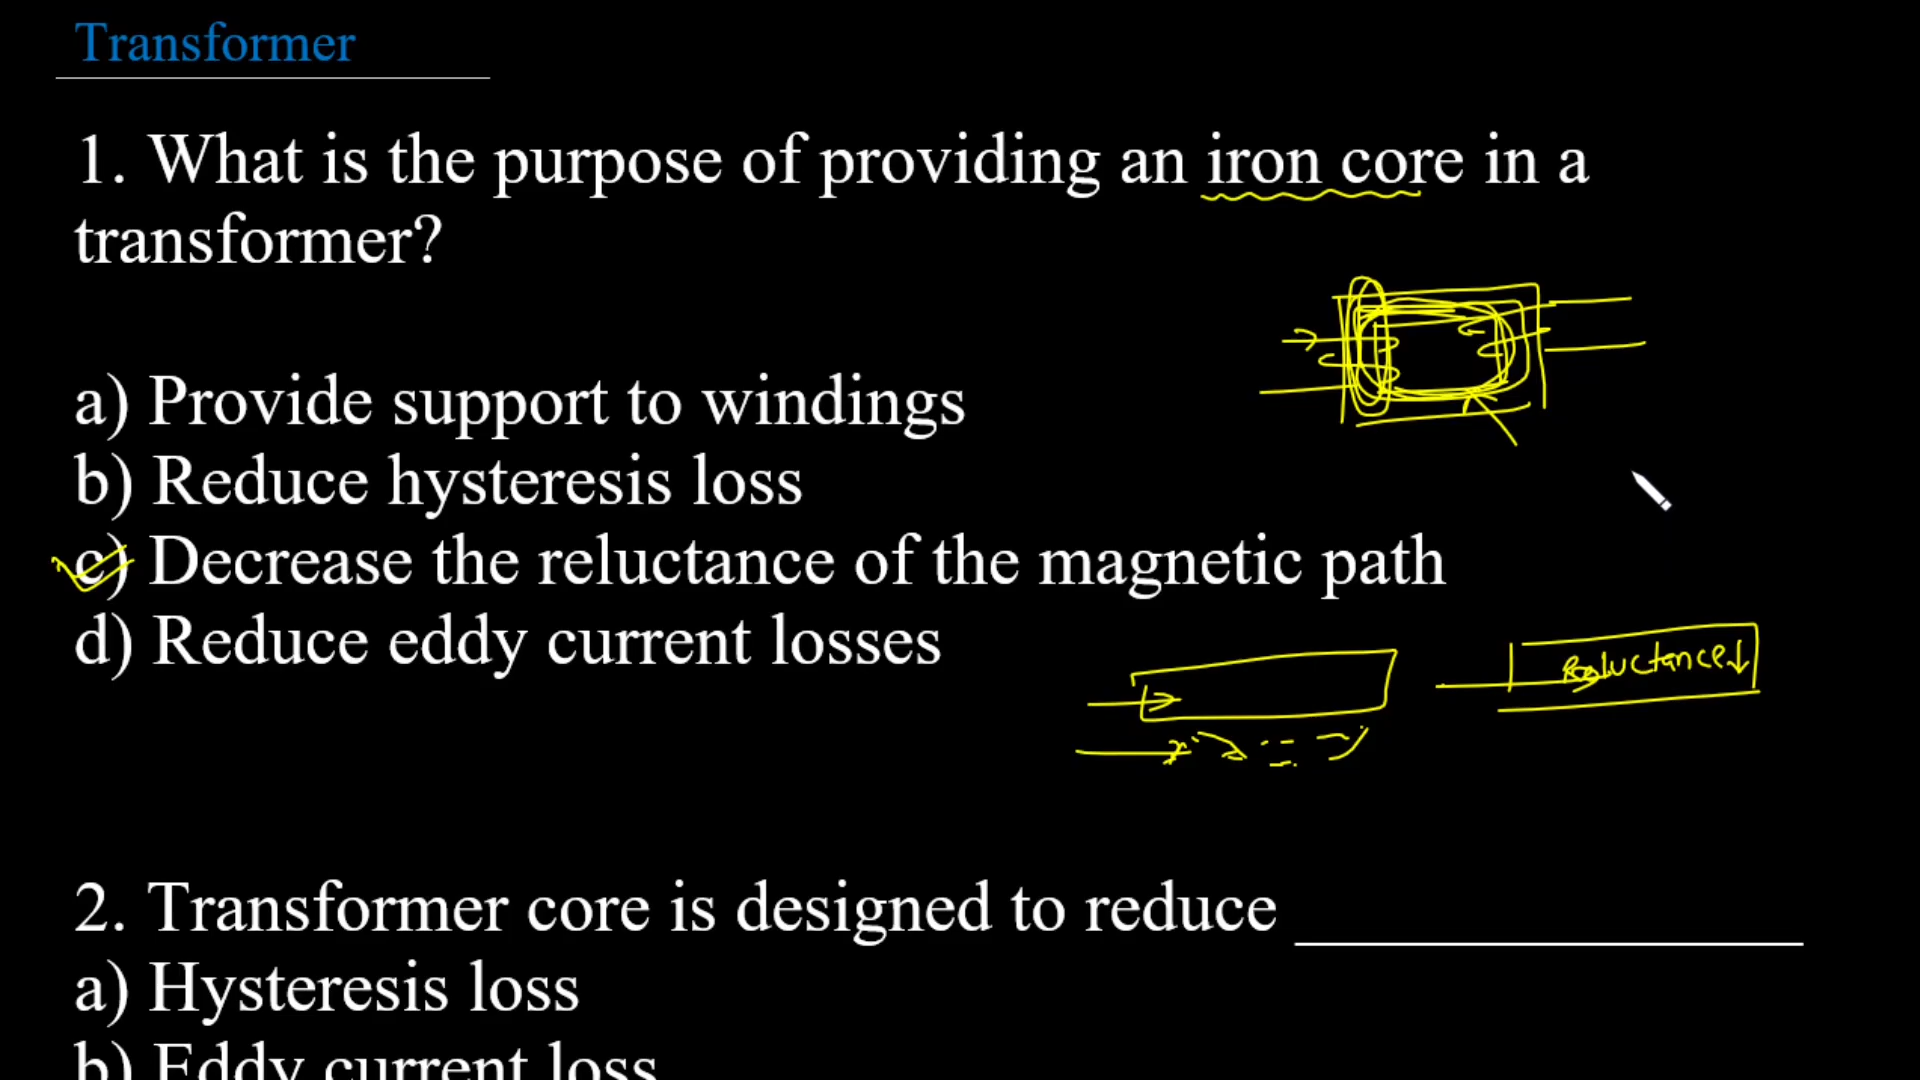 Transformer
1. What is the purpose of providing an iron core in a
transformer?
a) Provide support to windings
b) Reduce hysteresis loss
c) Decrease the reluctance of the magnetic path
d) Reduce eddy current losses
Reluctance↓
2. Transformer core is designed to reduce ________________
a) Hysteresis loss
b) Eddy current loss